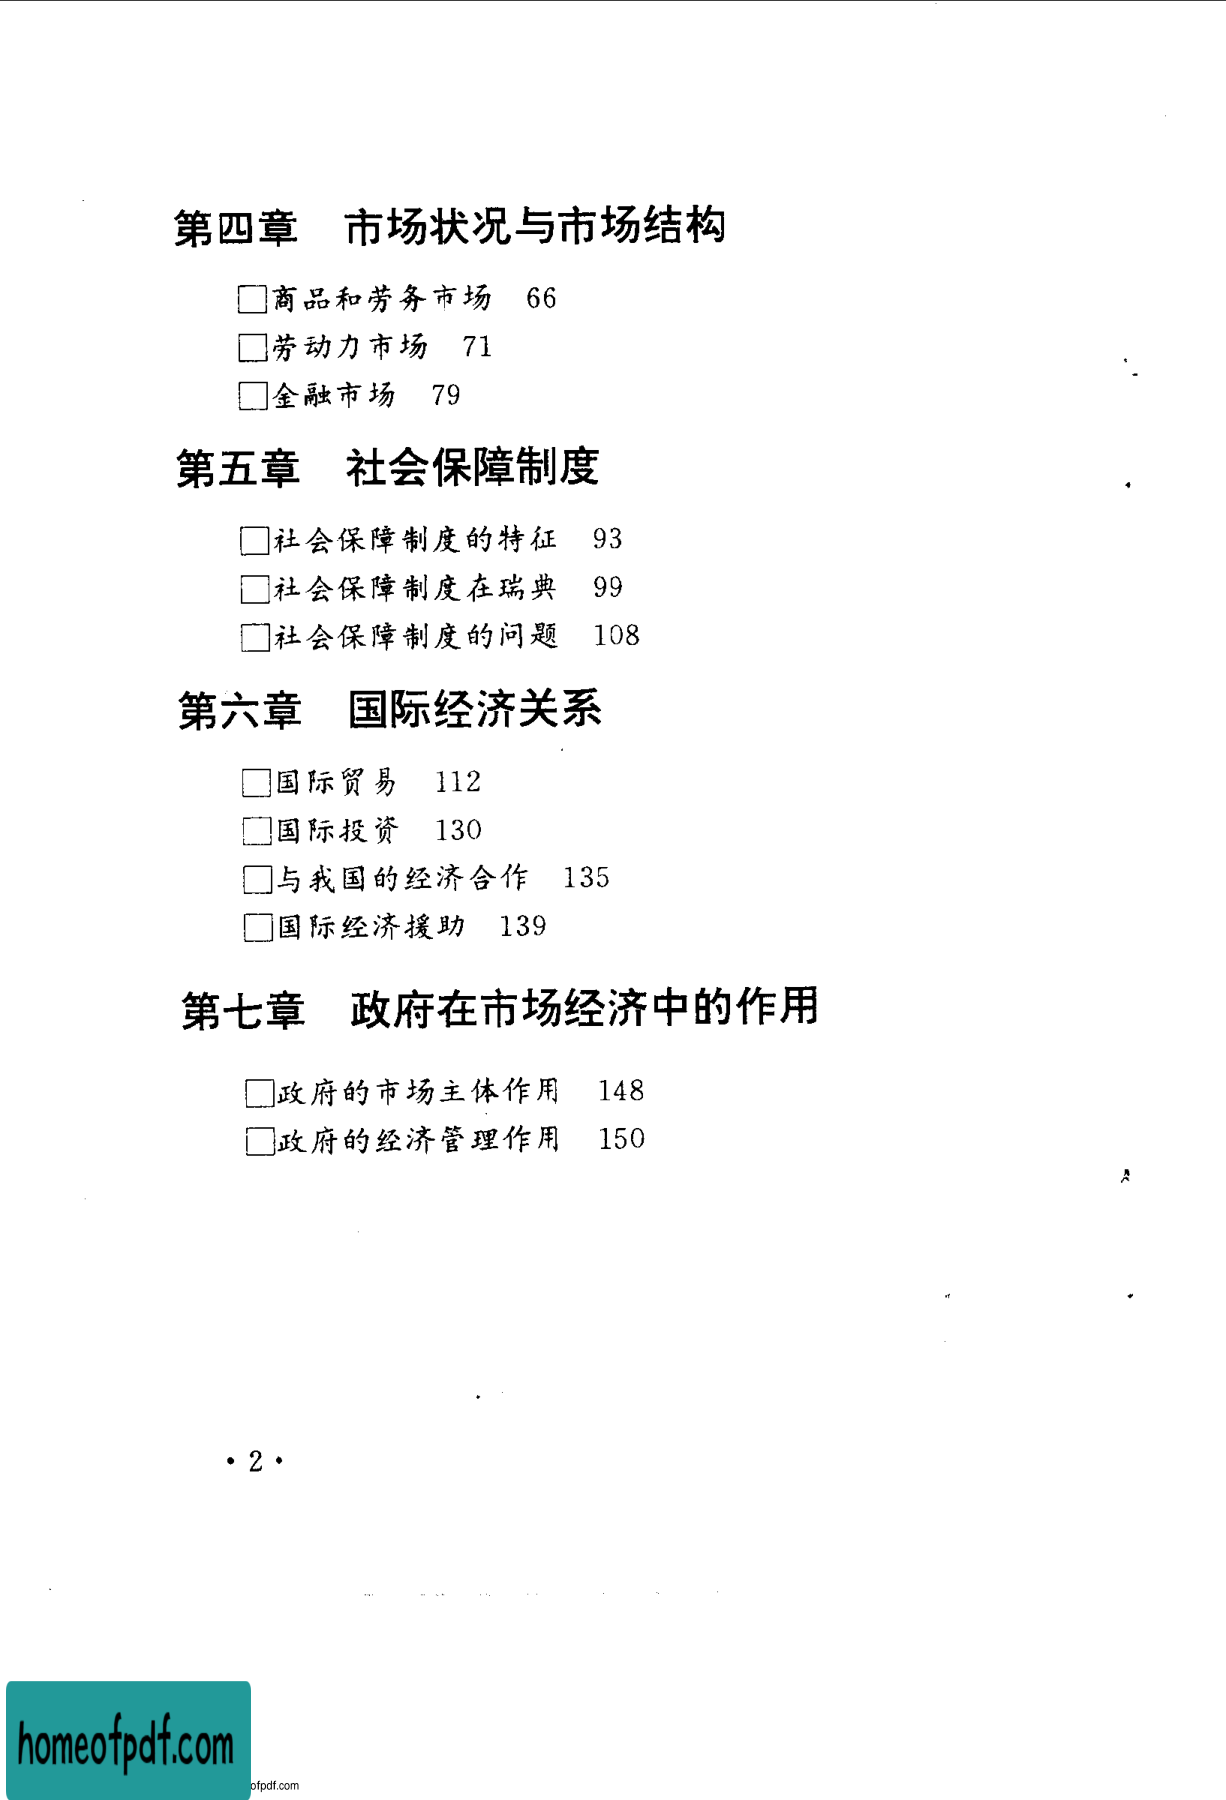 第四章 市场状况与市场结构
□商品和劳务市场 66
□劳动力市场 71
□金融市场 79
第五章 社会保障制度
□社会保障制度的特征 93
□社会保障制度在瑞典 99
□社会保障制度的问题 108
第六章 国际经济关系
□国际贸易 112
□国际投资 130
□与我国的经济合作 135
□国际经济援助 139
第七章 政府在市场经济中的作用
□政府的市场主体作用 148
□政府的经济管理作用 150
· 2 ·
homeofpdf.com
ofpdf.com